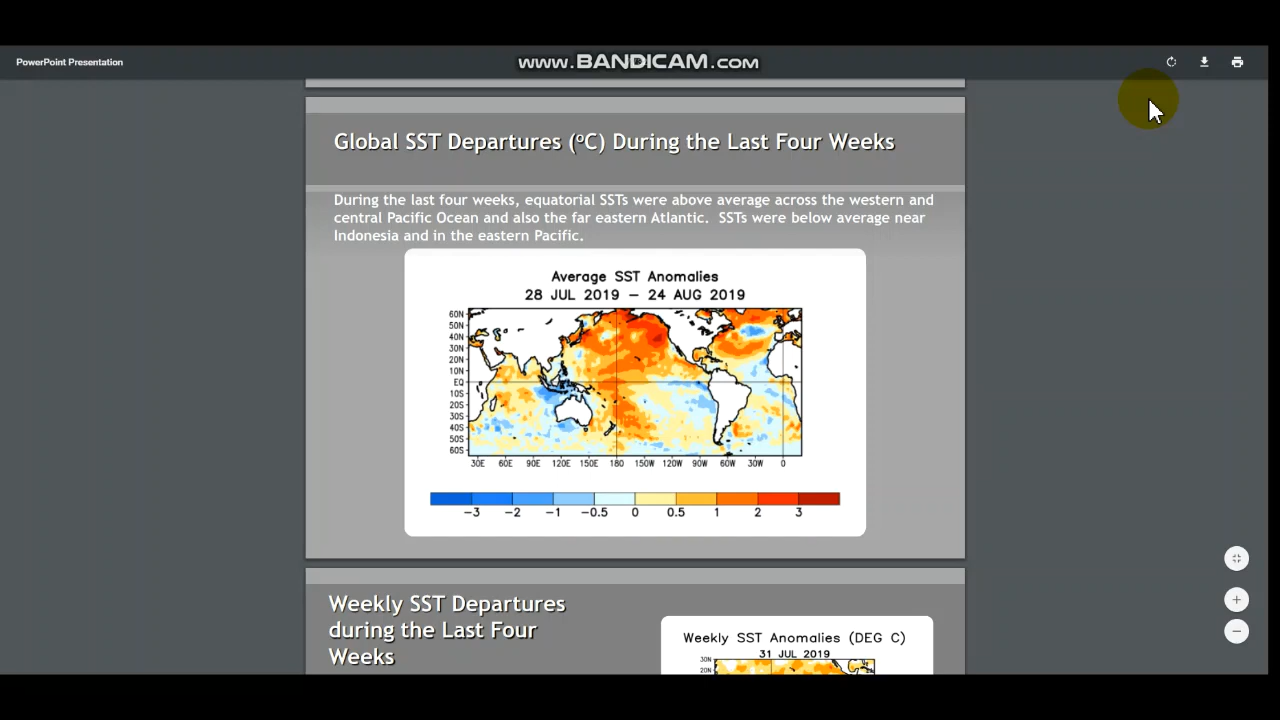 www.BANDICAM.com
PowerPoint Presentation
Global SST Departures (ºC) During the Last Four Weeks
During the last four weeks, equatorial SSTs were above average across the western and
central Pacific Ocean and also the far eastern Atlantic.  SSTs were below average near
Indonesia and in the eastern Pacific.
Average SST Anomalies
28 JUL 2019 – 24 AUG 2019
60N
50N
40N
30N
20N
10N
EQ
10S
20S
30S
40S
50S
60S
30E 60E 90E 120E 150E 180 150W 120W 90W 60W 30W 0
−3 −2 −1 −0.5 0 0.5 1 2 3
Weekly SST Departures
during the Last Four
Weeks
Weekly SST Anomalies (DEG C)
31 JUL 2019
30N
20N